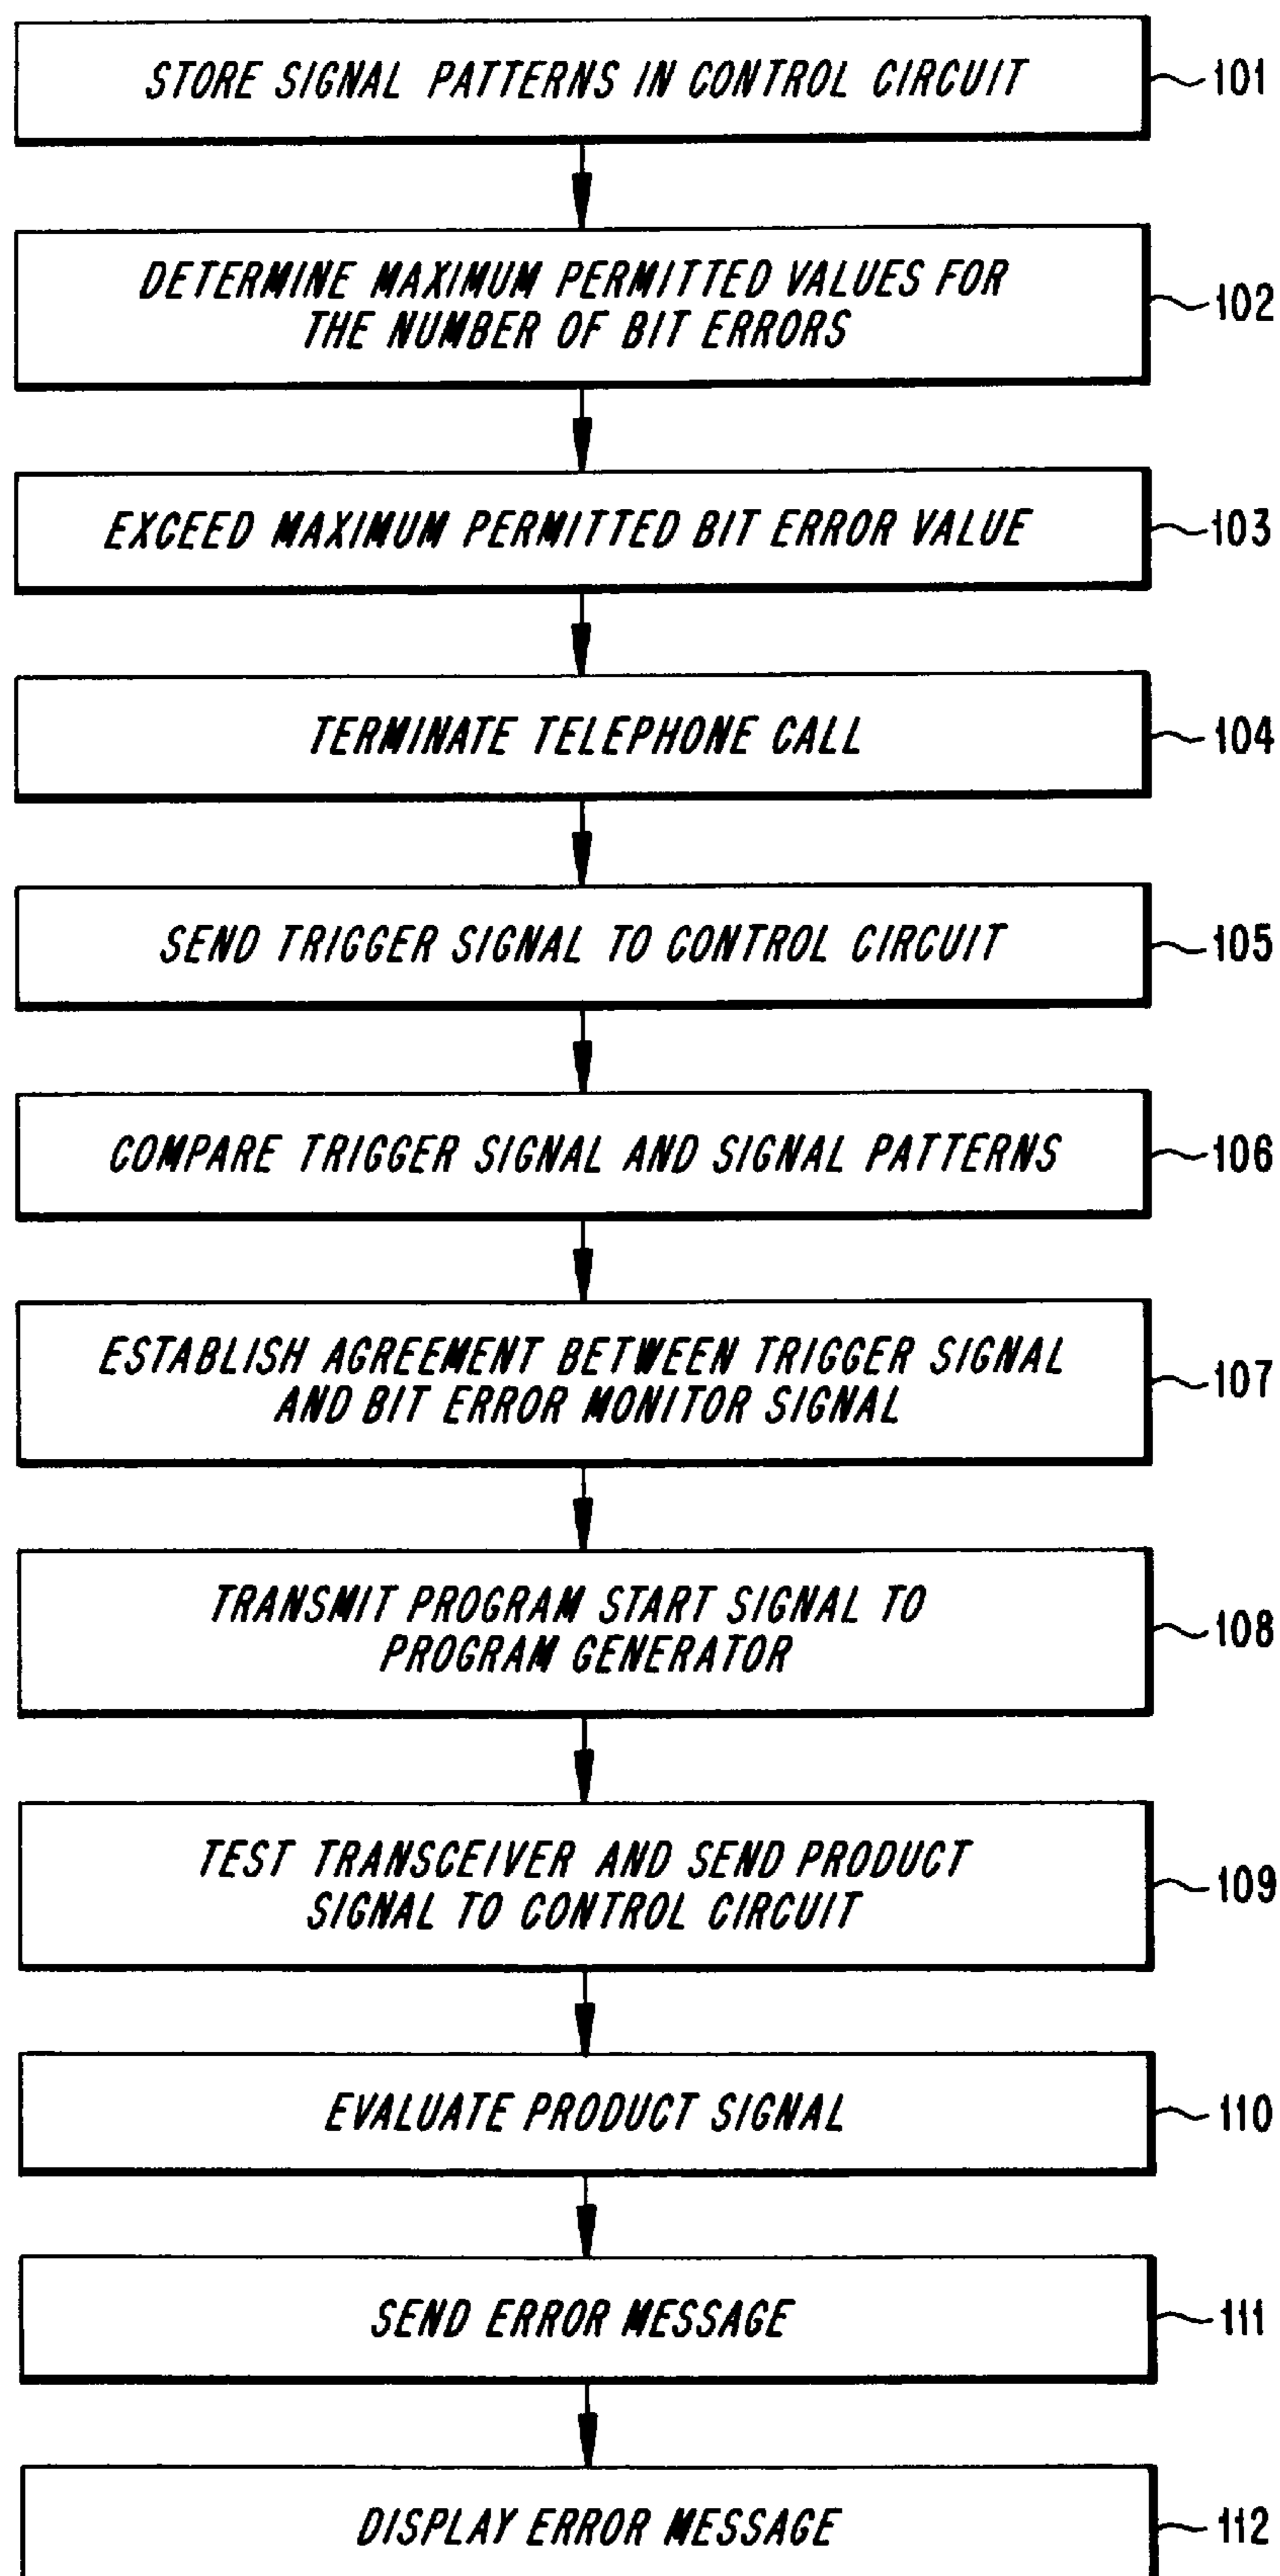 STORE SIGNAL PATTERNS IN CONTROL CIRCUIT 101
DETERMINE MAXIMUM PERMITTED VALUES FOR
THE NUMBER OF BIT ERRORS 102
EXCEED MAXIMUM PERMITTED BIT ERROR VALUE 103
TERMINATE TELEPHONE CALL 104
SEND TRIGGER SIGNAL TO CONTROL CIRCUIT 105
COMPARE TRIGGER SIGNAL AND SIGNAL PATTERNS 106
ESTABLISH AGREEMENT BETWEEN TRIGGER SIGNAL
AND BIT ERROR MONITOR SIGNAL 107
TRANSMIT PROGRAM START SIGNAL TO
PROGRAM GENERATOR 108
TEST TRANSCEIVER AND SEND PRODUCT
SIGNAL TO CONTROL CIRCUIT 109
EVALUATE PRODUCT SIGNAL 110
SEND ERROR MESSAGE 111
DISPLAY ERROR MESSAGE 112